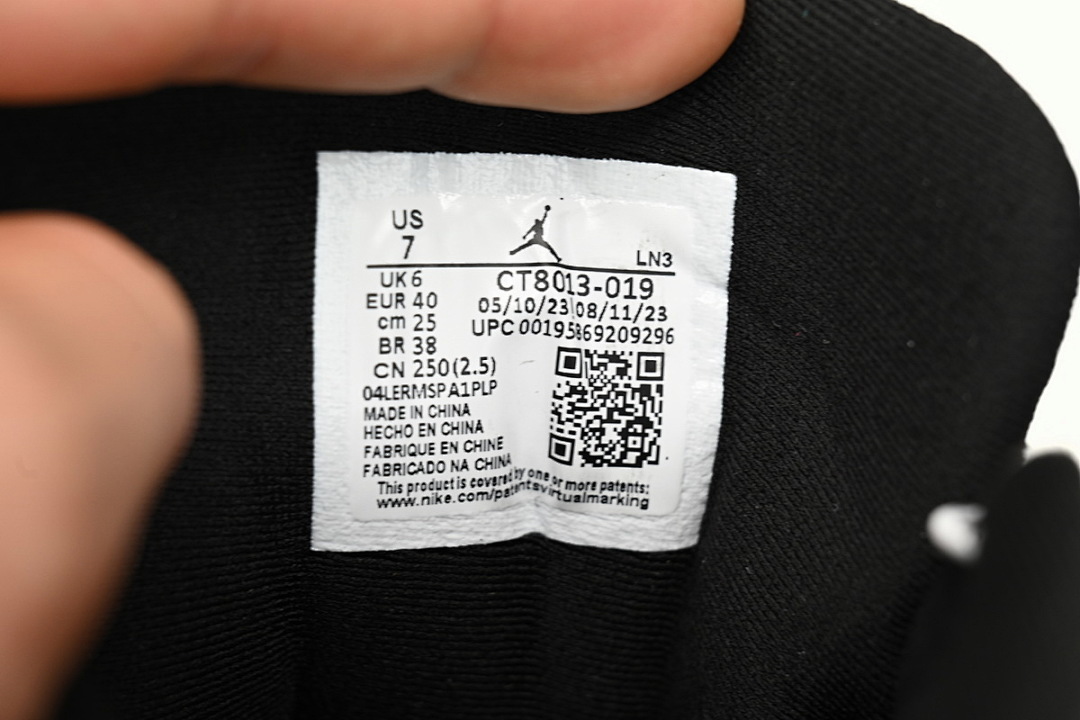 US
7
LN3
UK 6
EUR 40
cm 25
BR 38
CN 250(2.5)
CT8013-019
05/10/23 08/11/23
UPC 00195869209296
04LERMSPA1PLP
MADE IN CHINA
HECHO EN CHINA
FABRIQUE EN CHINE
FABRICADO NA CHINA
This product is covered by one or more patents:
www.nike.com/patentsvirtualmarking